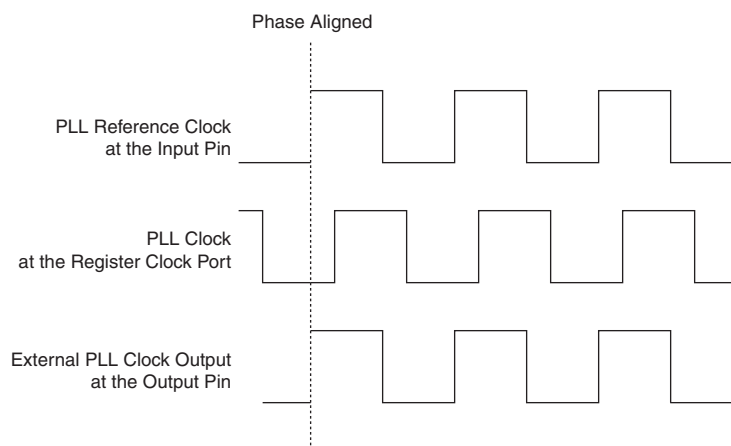 Phase Aligned
PLL Reference Clock
at the Input Pin
PLL Clock
at the Register Clock Port
External PLL Clock Output
at the Output Pin